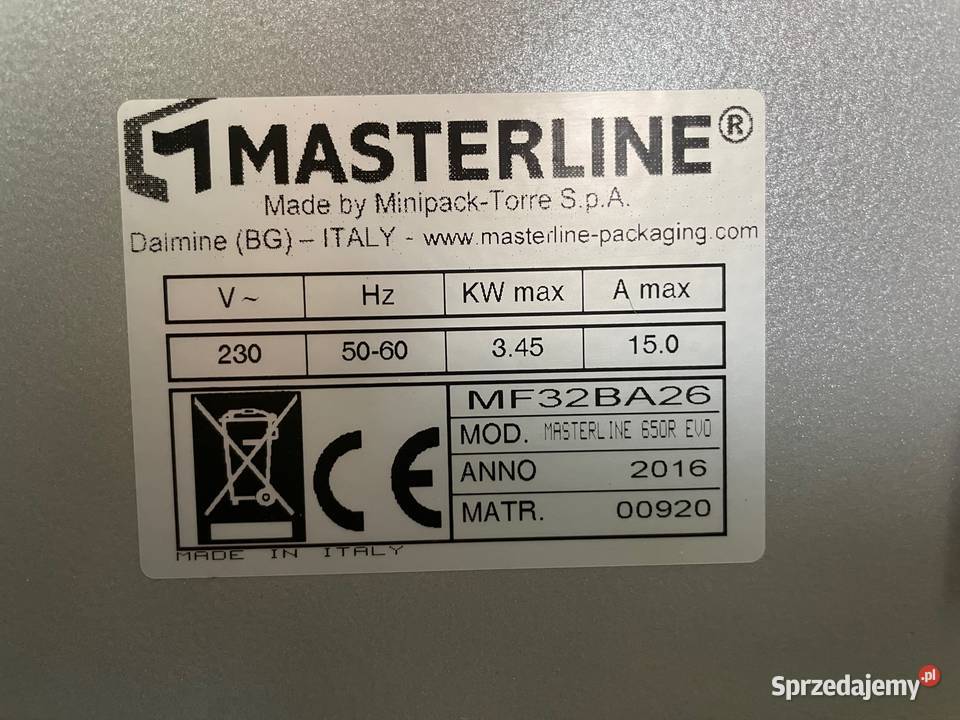 MASTERLINE®
Made by Minipack-Torre S.p.A.
Dalmine (BG) – ITALY - www.masterline-packaging.com
V~ Hz KW max A max
230 50-60 3.45 15.0
MF32BA26
MOD. MASTERLINE 650R EVO
CE
ANNO 2016
MATR. 00920
MADE IN ITALY
Sprzedajemy.pl